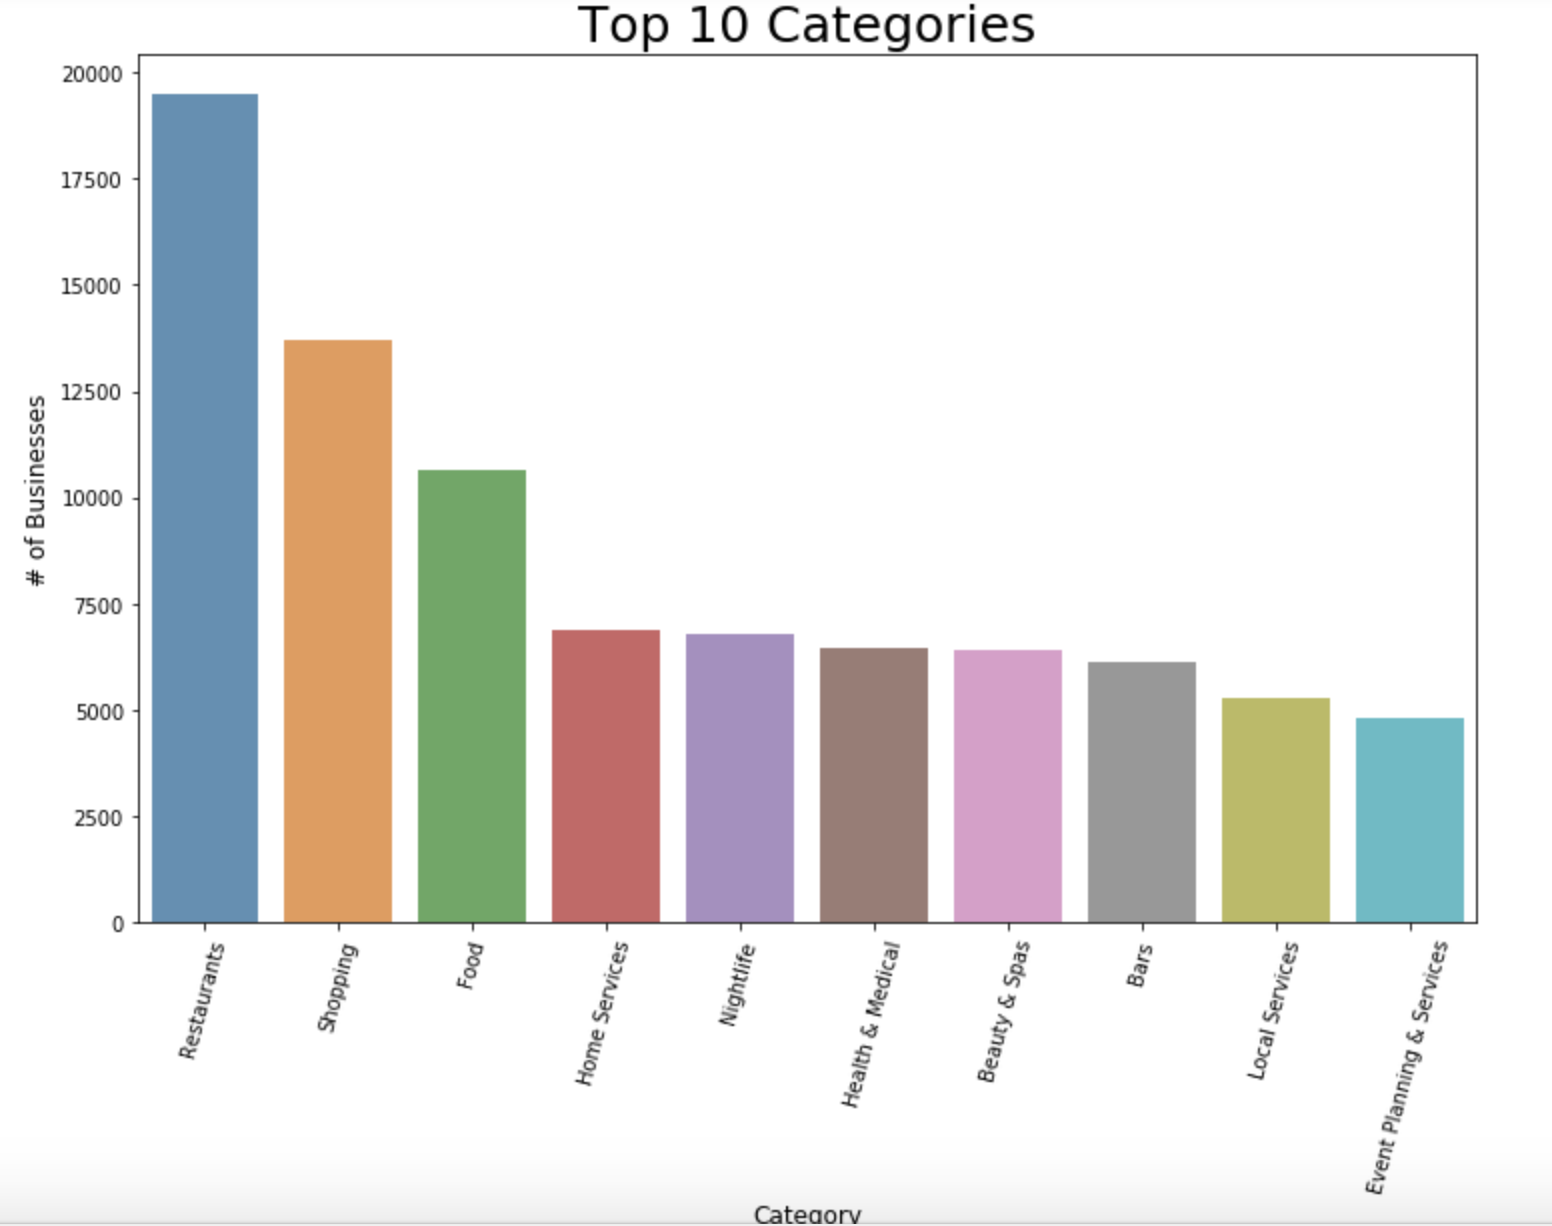 Top 10 Categories
20000
17500
15000
12500
10000
7500
5000
2500
0
# of Businesses
Restaurants
Shopping
Food
Home Services
Nightlife
Health & Medical
Beauty & Spas
Bars
Local Services
Event Planning & Services
Category